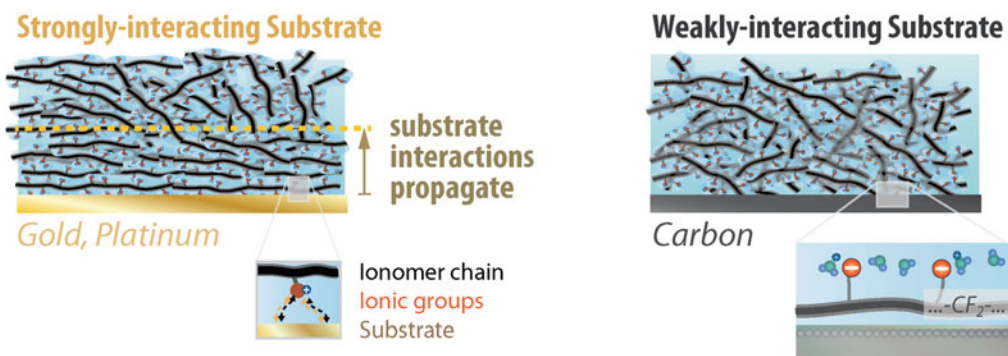 Strongly-interacting Substrate
Weakly-interacting Substrate
substrate
interactions
propagate
Gold, Platinum
Carbon
Ionomer chain
Ionic groups
Substrate
...-CF₂-...